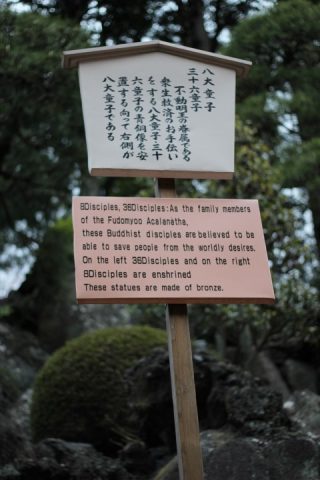 八大童子
三十六童子
不動明王の眷属である
衆生救済のお手伝い
をする八大童子三十
六童子の青銅像を安
置する向って右側が
八大童子である
8Disciples, 36Disciples:As the family members
of the Fudomyoo Acalanatha,
these Buddhist disciples are believed to be
able to save people from the worldly desires.
On the left 36Disciples and on the right
8Disciples are enshrined
These statues are made of bronze.